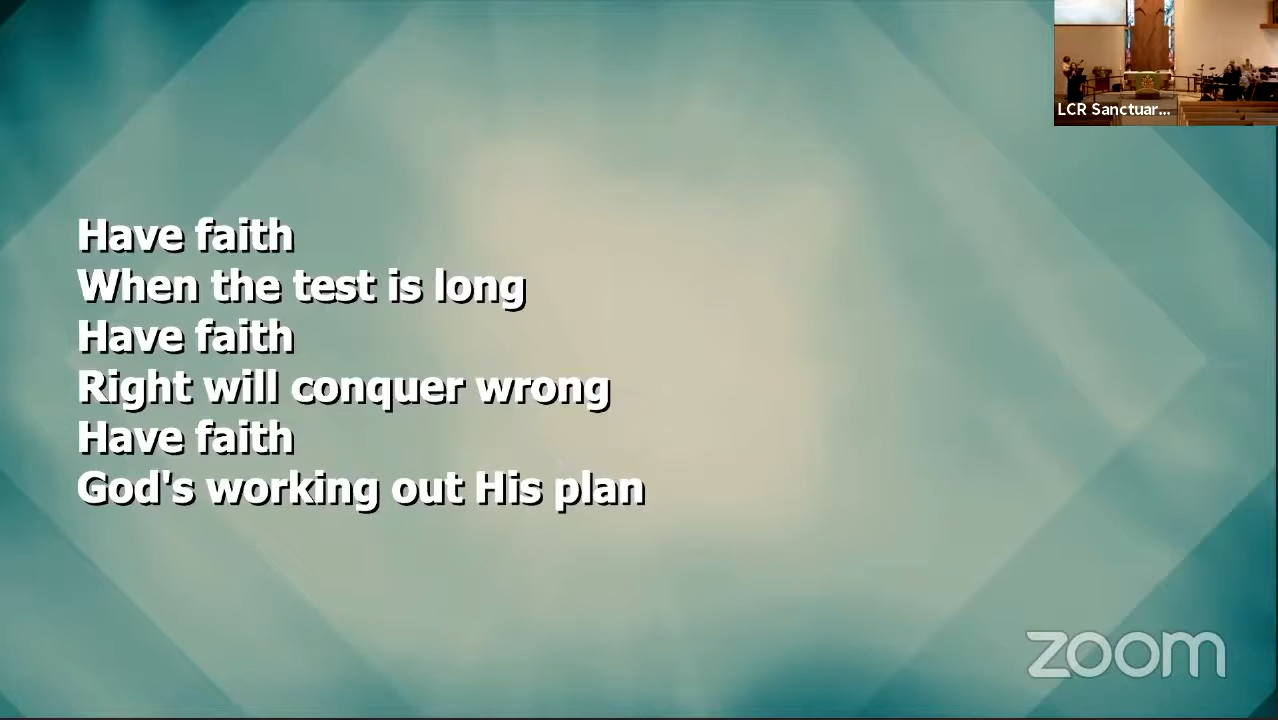 LCR Sanctuar...
Have faith
When the test is long
Have faith
Right will conquer wrong
Have faith
God's working out His plan
zoom